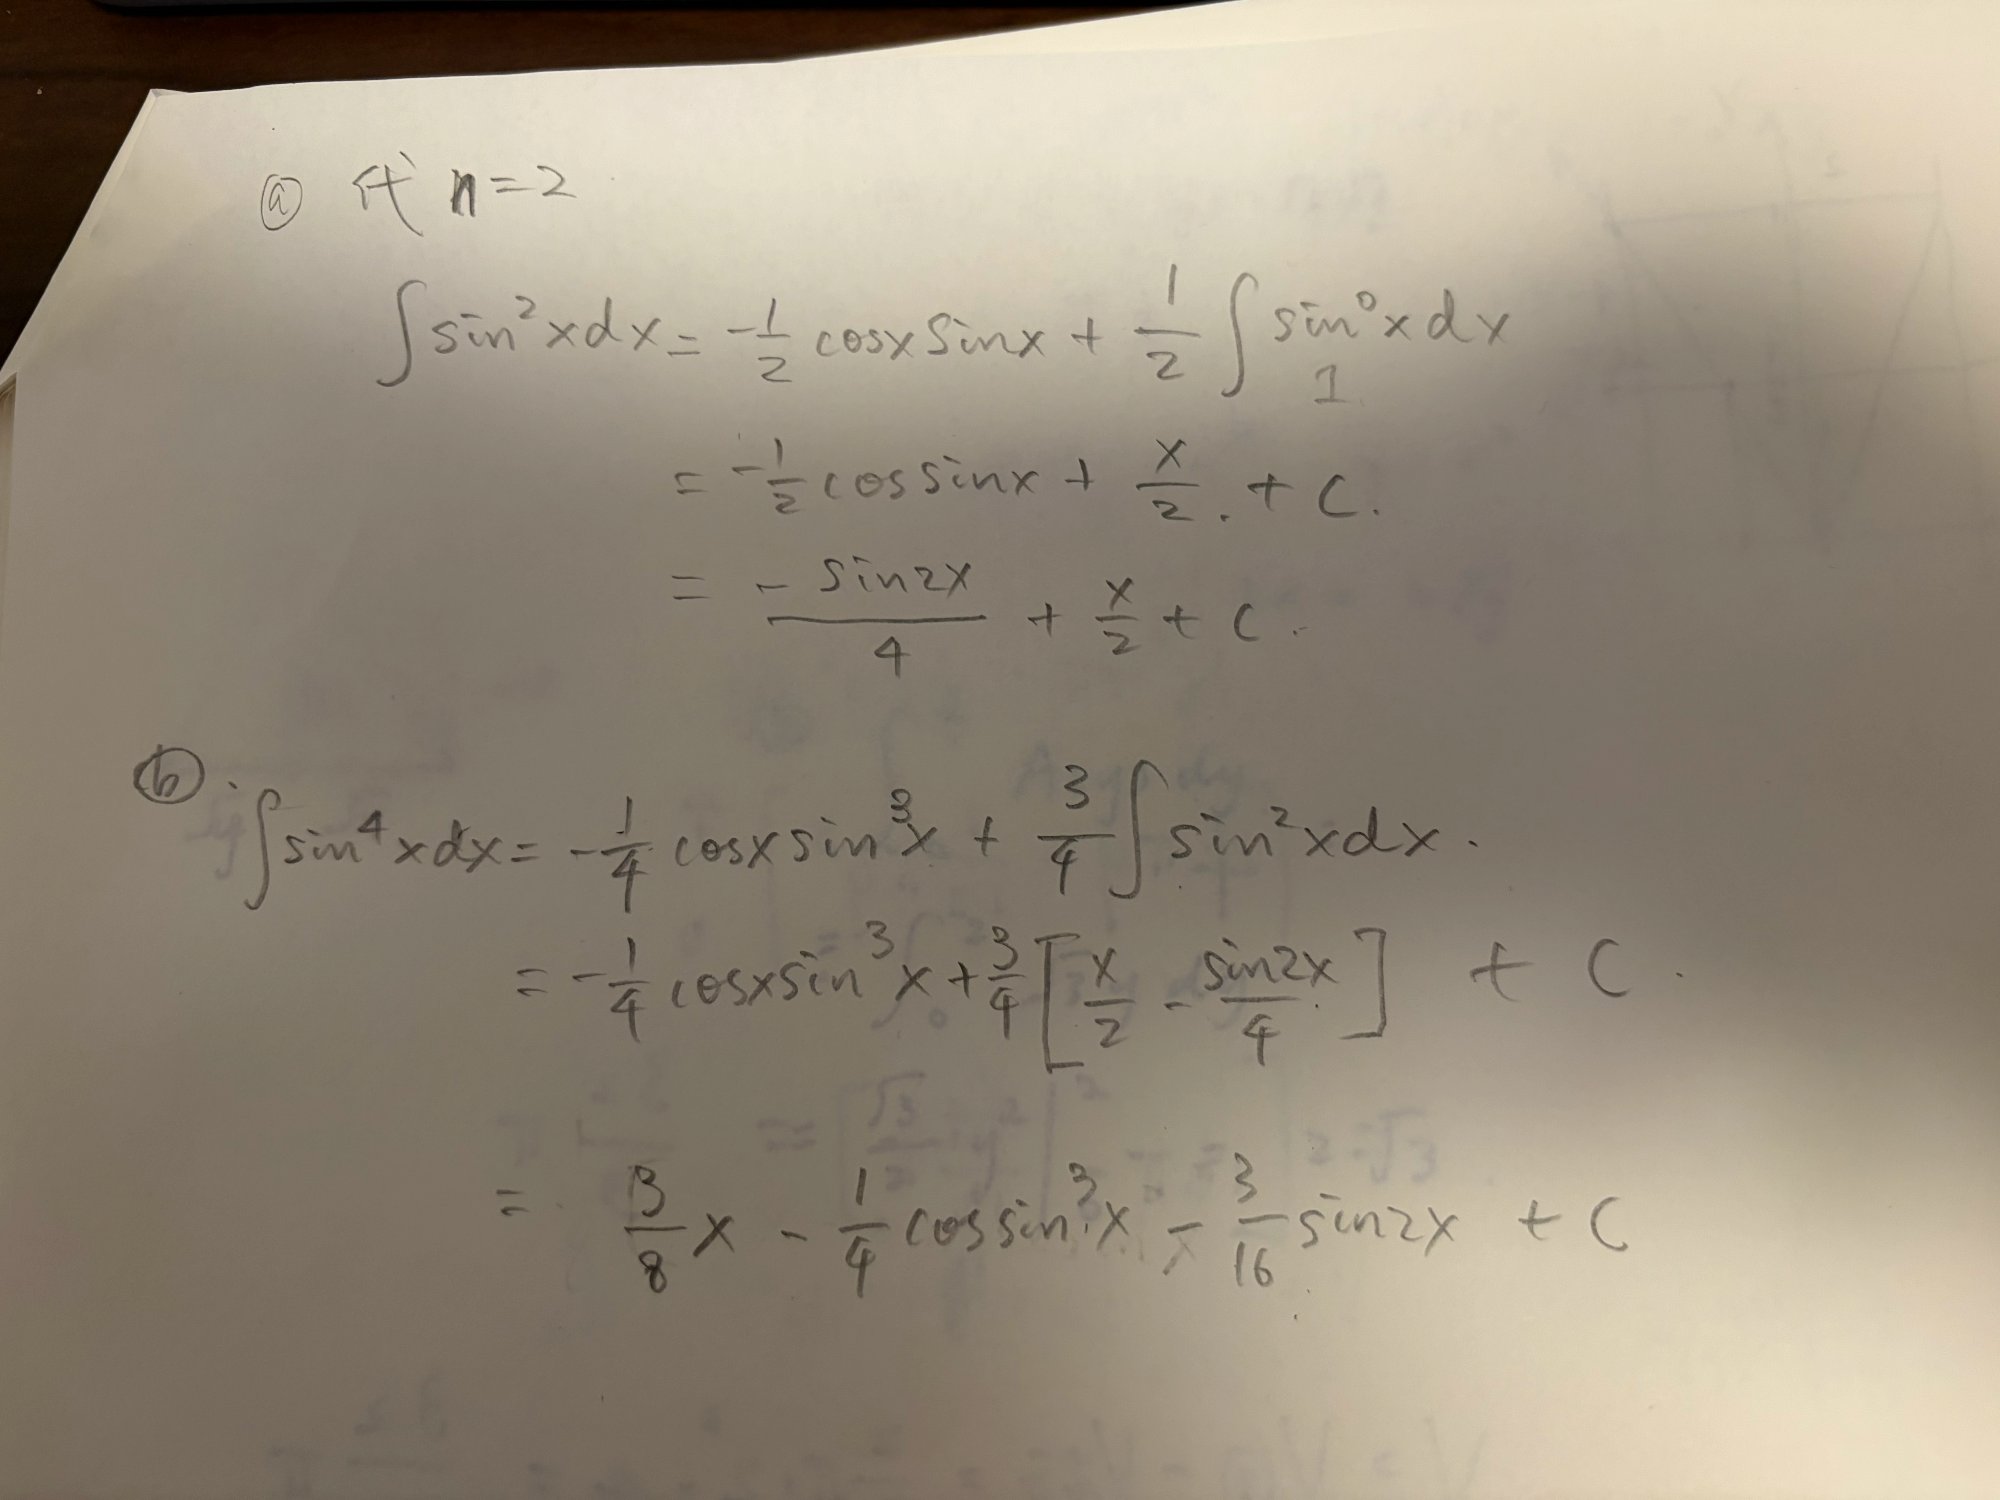 ⓐ 代 n=2
∫sin²xdx = -1/2 cosx sinx + 1/2 ∫ sin⁰xdx
1
= -1/2 cos sinx + x/2 . + C.
= - sin2x/4 + x/2 + C.
ⓑ.
∫sin⁴xdx = -1/4 cosx sin³x + 3/4 ∫ sin²xdx.
= -1/4 cosxsin³x + 3/4 [x/2 - sin2x/4] + C.
= 3/8 x - 1/4 cos sin³x - 3/16 sin2x + C